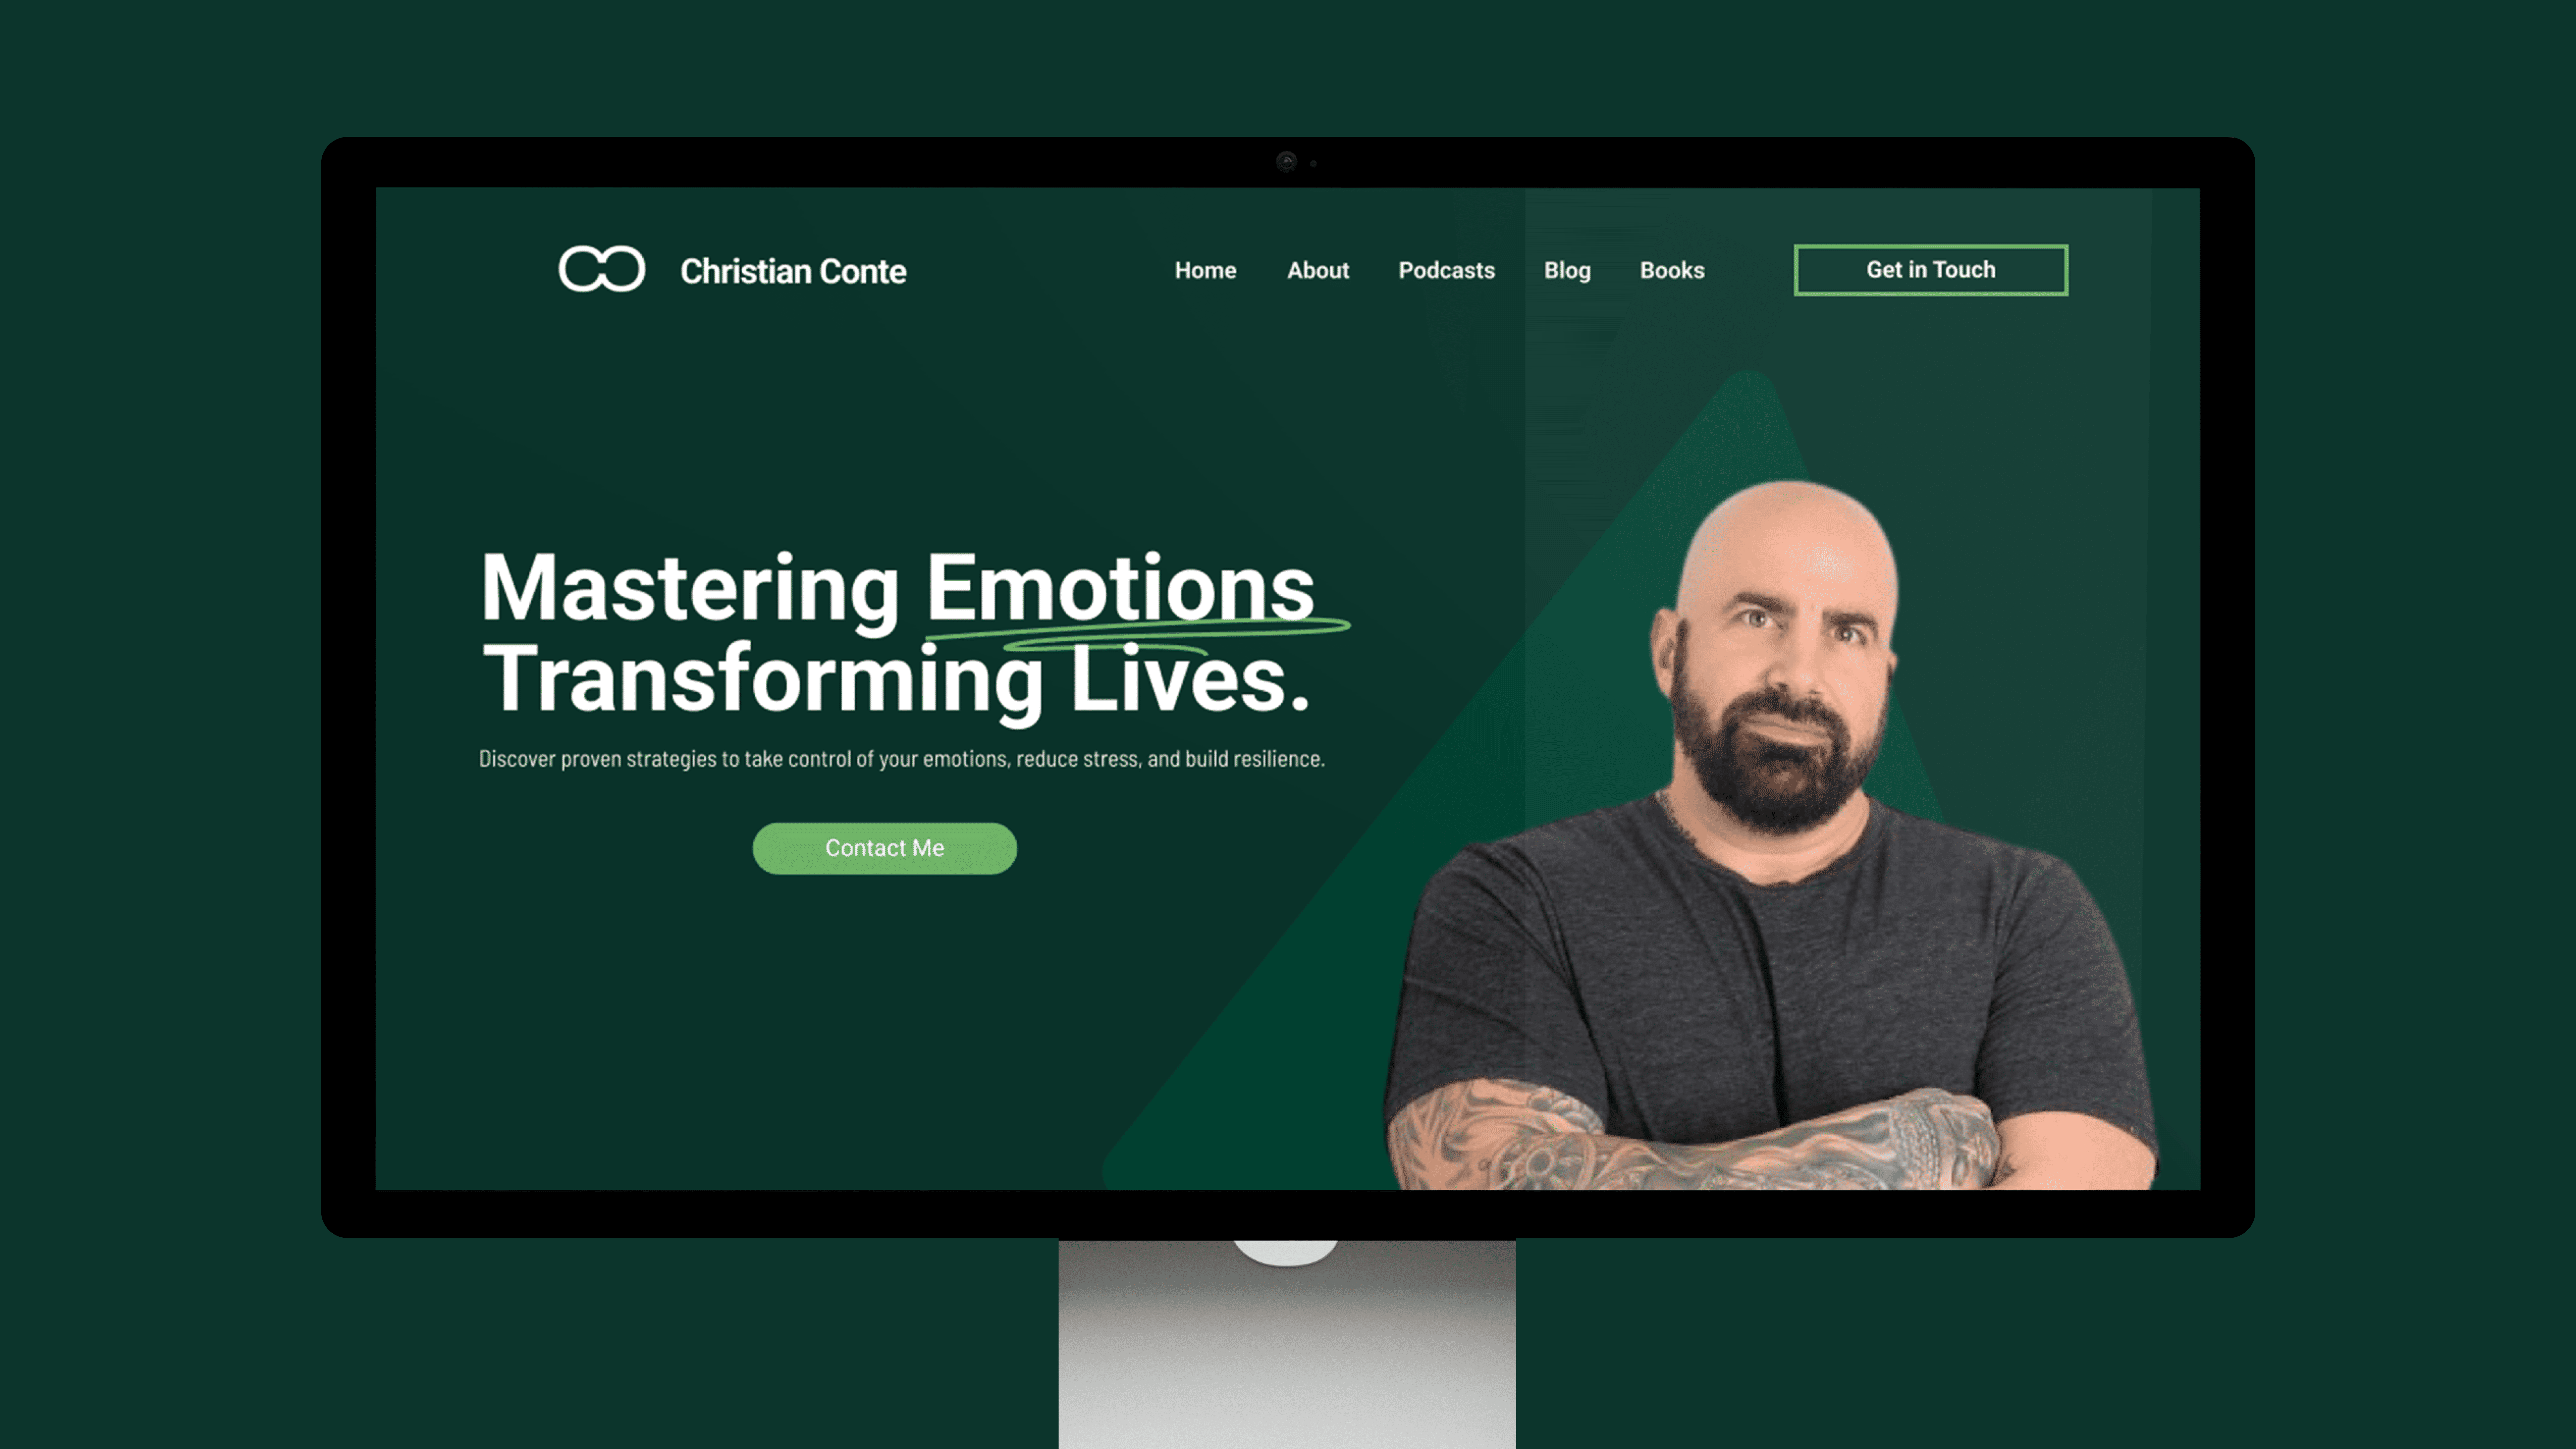 Christian Conte
Home About Podcasts Blog Books Get in Touch
Mastering Emotions
Transforming Lives.
Discover proven strategies to take control of your emotions, reduce stress, and build resilience.
Contact Me